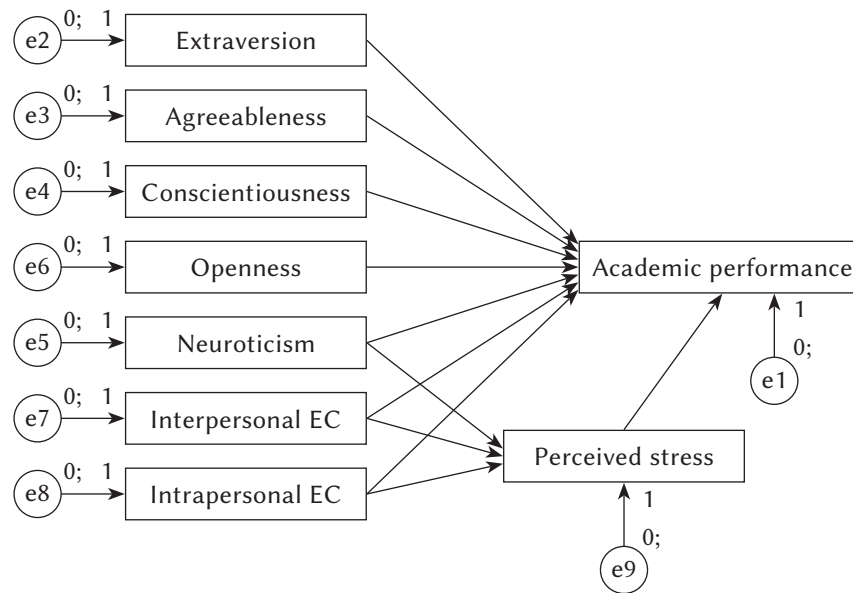 e2 0; 1 Extraversion
e3 0; 1 Agreeableness
e4 0; 1 Conscientiousness
e6 0; 1 Openness
Academic performance
e5 0; 1 Neuroticism
1
0;
e1
e7 0; 1 Interpersonal EC
Perceived stress
e8 0; 1 Intrapersonal EC
1
0;
e9